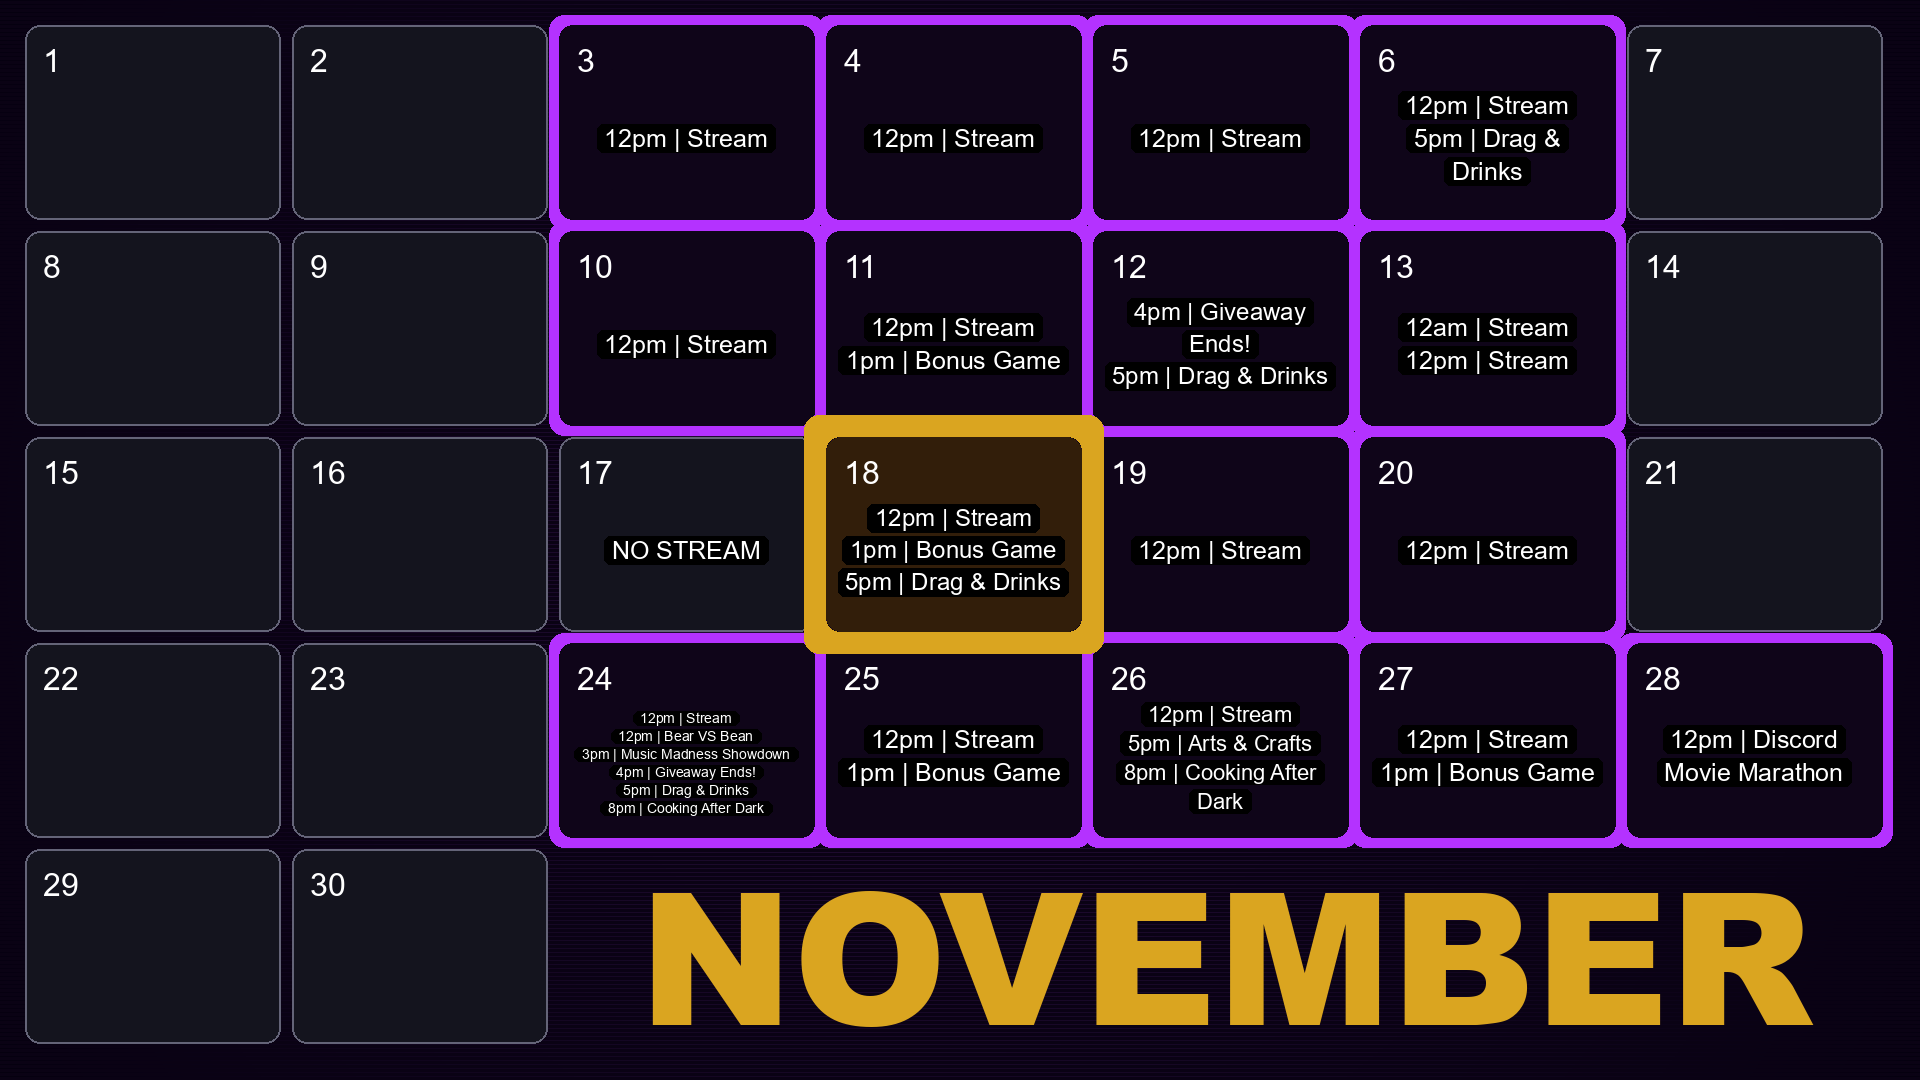 1
2
3
12pm | Stream
4
12pm | Stream
5
12pm | Stream
6
12pm | Stream
5pm | Drag &
Drinks
7
8
9
10
12pm | Stream
11
12pm | Stream
1pm | Bonus Game
12
4pm | Giveaway
Ends!
5pm | Drag & Drinks
13
12am | Stream
12pm | Stream
14
15
16
17
NO STREAM
18
12pm | Stream
1pm | Bonus Game
5pm | Drag & Drinks
19
12pm | Stream
20
12pm | Stream
21
22
23
24
12pm | Stream
12pm | Bear VS Bean
3pm | Music Madness Showdown
4pm | Giveaway Ends!
5pm | Drag & Drinks
8pm | Cooking After Dark
25
12pm | Stream
1pm | Bonus Game
26
12pm | Stream
5pm | Arts & Crafts
8pm | Cooking After
Dark
27
12pm | Stream
1pm | Bonus Game
28
12pm | Discord
Movie Marathon
29
30
NOVEMBER